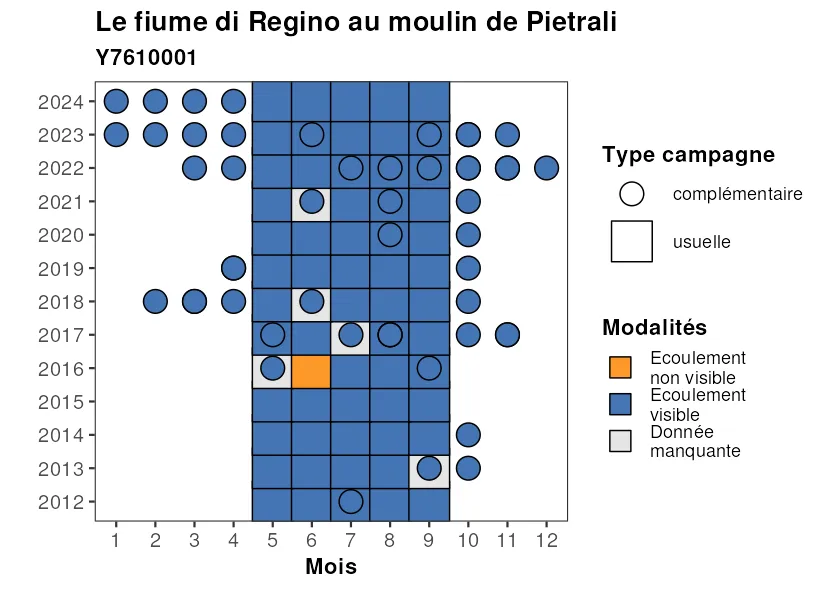 Le fiume di Regino au moulin de Pietrali
Y7610001
2024
2023
2022
2021
2020
2019
2018
2017
2016
2015
2014
2013
2012
1 2 3 4 5 6 7 8 9 10 11 12
Mois
Type campagne
complémentaire
usuelle
Modalités
Ecoulement
non visible
Ecoulement
visible
Donnée
manquante